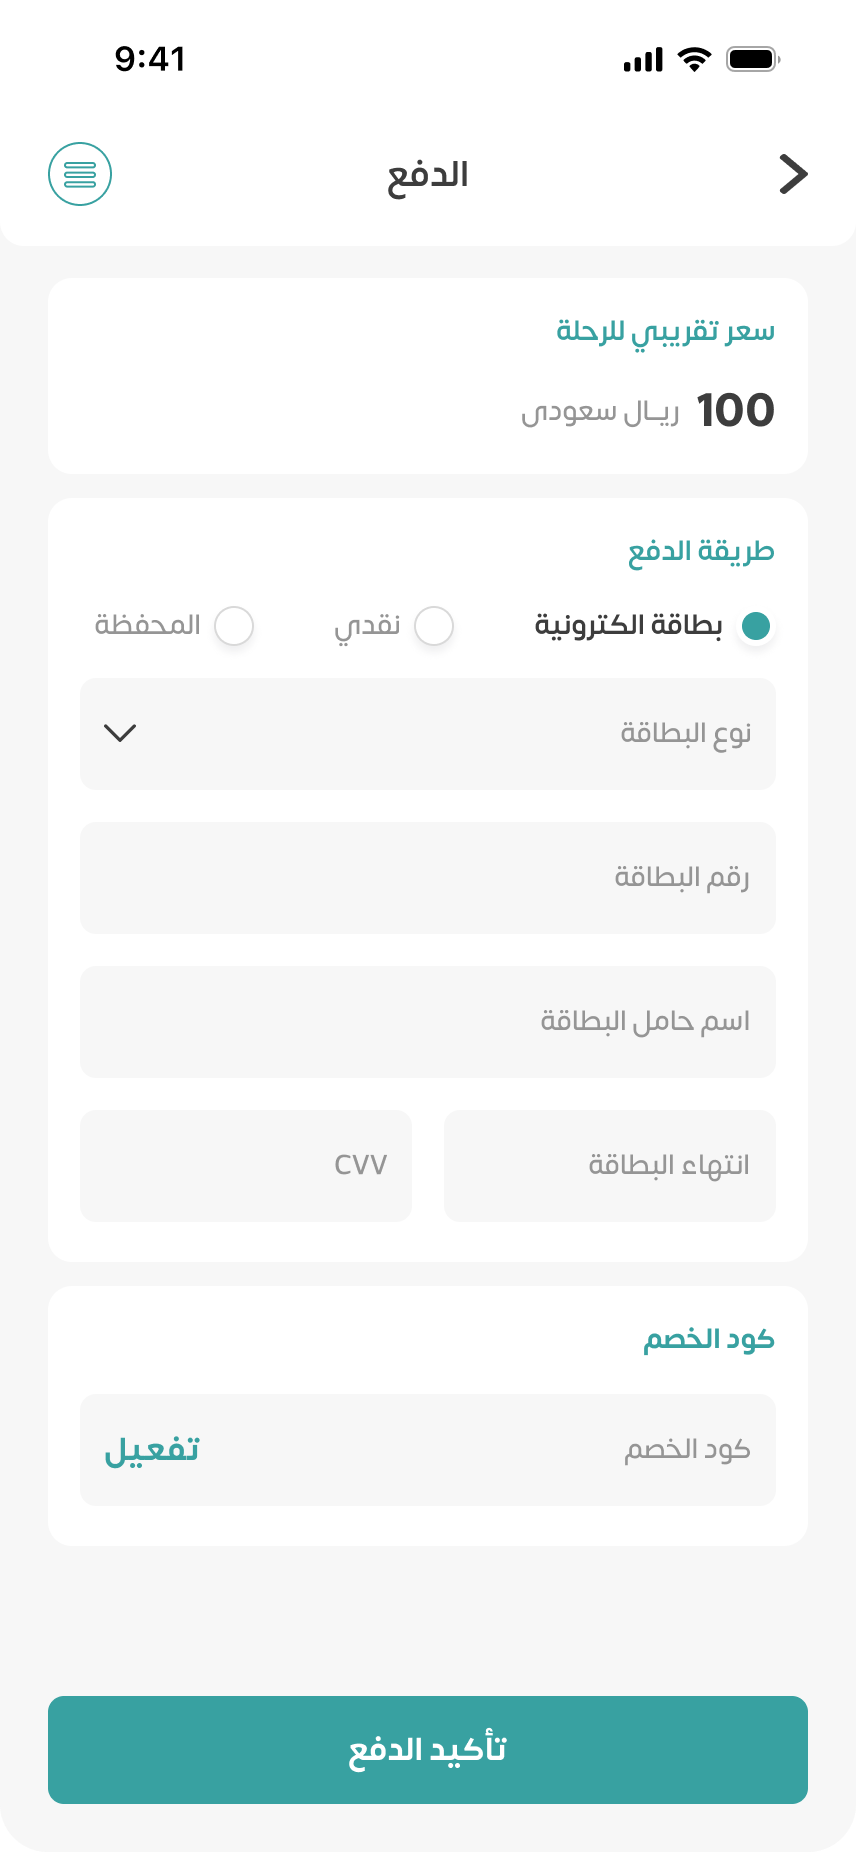 9:41
الدفع
سعر تقريبي للرحلة
100 ريال سعودى
طريقة الدفع
بطاقة الكترونية نقدي المحفظة
نوع البطاقة
رقم البطاقة
اسم حامل البطاقة
انتهاء البطاقة CVV
كود الخصم
كود الخصم تفعيل
تأكيد الدفع